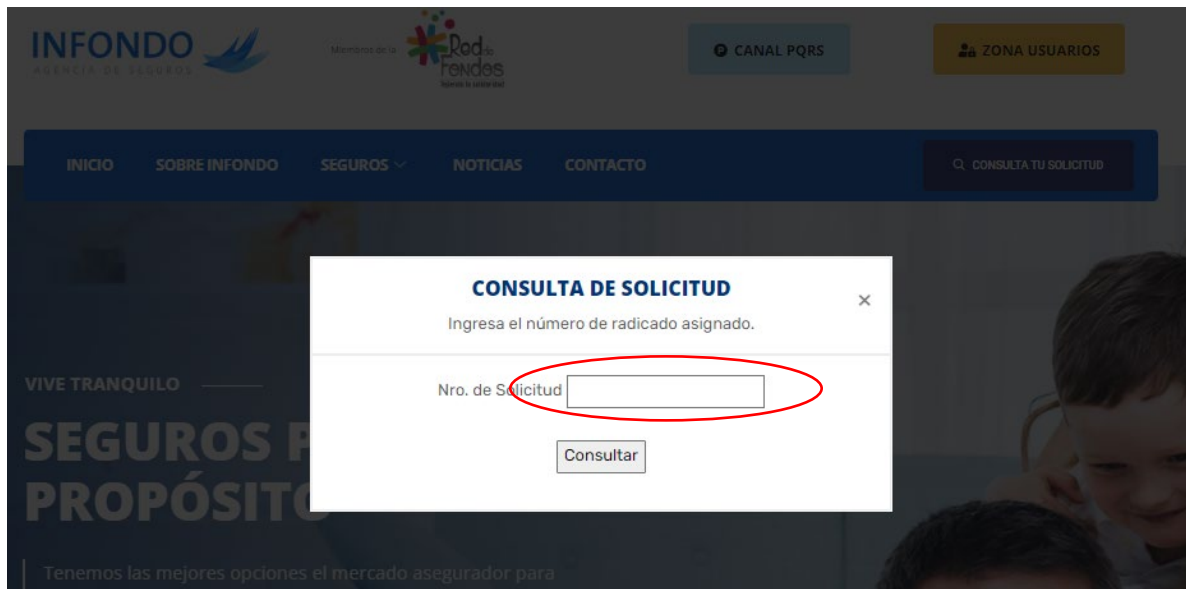 INFONDO
AGENCIA DE SEGUROS
Miembros de la
Red de
Fondos
CANAL PQRS
ZONA USUARIOS
INICIO SOBRE INFONDO SEGUROS NOTICIAS CONTACTO
CONSULTA TU SOLICITUD
CONSULTA DE SOLICITUD
×
Ingresa el número de radicado asignado.
Nro. de Solicitud
Consultar
VIVE TRANQUILO
SEGUROS P
PROPÓSITO
Tenemos las mejores opciones el mercado asegurador para